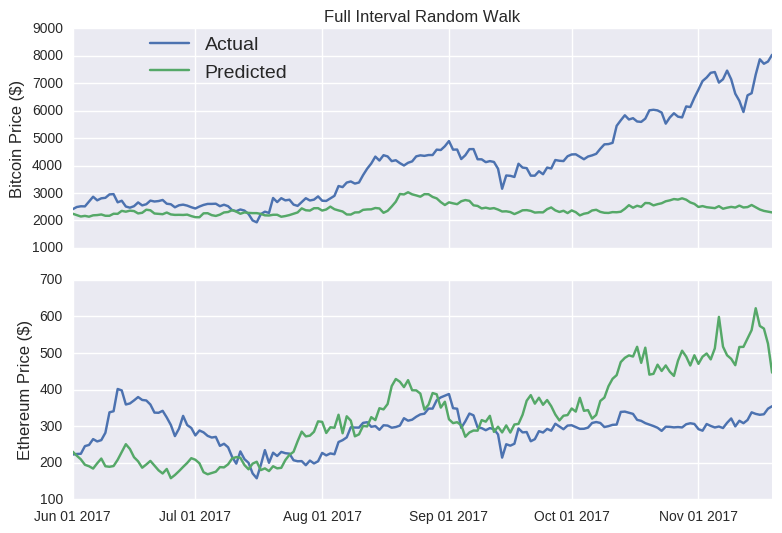 Full Interval Random Walk
9000
8000
7000
6000
5000
4000
3000
2000
1000
Bitcoin Price ($)
Actual
Predicted
700
600
500
400
300
200
100
Ethereum Price ($)
Jun 01 2017 Jul 01 2017 Aug 01 2017 Sep 01 2017 Oct 01 2017 Nov 01 2017